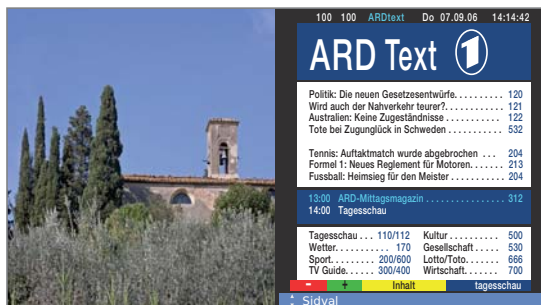 100 100 ARDtext Do 07.09.06 14:14:42
ARD Text 1
Politik: Die neuen Gesetzesentwürfe.......... 120
Wird auch der Nahverkehr teurer?............ 121
Australien: Keine Zugeständnisse ............ 122
Tote bei Zugunglück in Schweden ........... 532
Tennis: Auftaktmatch wurde abgebrochen ... 204
Formel 1: Neues Reglement für Motoren....... 213
Fussball: Heimsieg für den Meister ........... 204
13:00 ARD-Mittagsmagazin ................ 312
14:00 Tagesschau
Tagesschau ... 110/112 Kultur .......... 500
Wetter........... 170 Gesellschaft ..... 530
Sport........ 200/600 Lotto/Toto....... 666
TV Guide...... 300/400 Wirtschaft....... 700
- + Inhalt tagesschau
Sidval